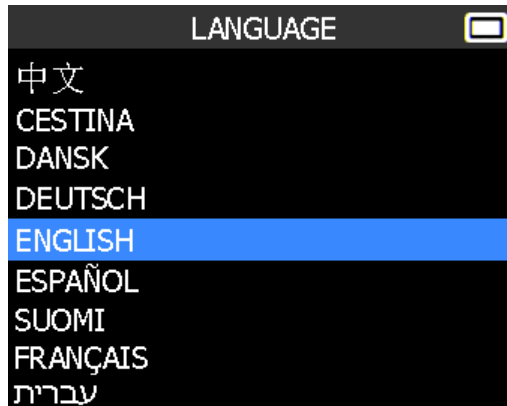 LANGUAGE
中文
CESTINA
DANSK
DEUTSCH
ENGLISH
ESPAÑOL
SUOMI
FRANÇAIS
עברית